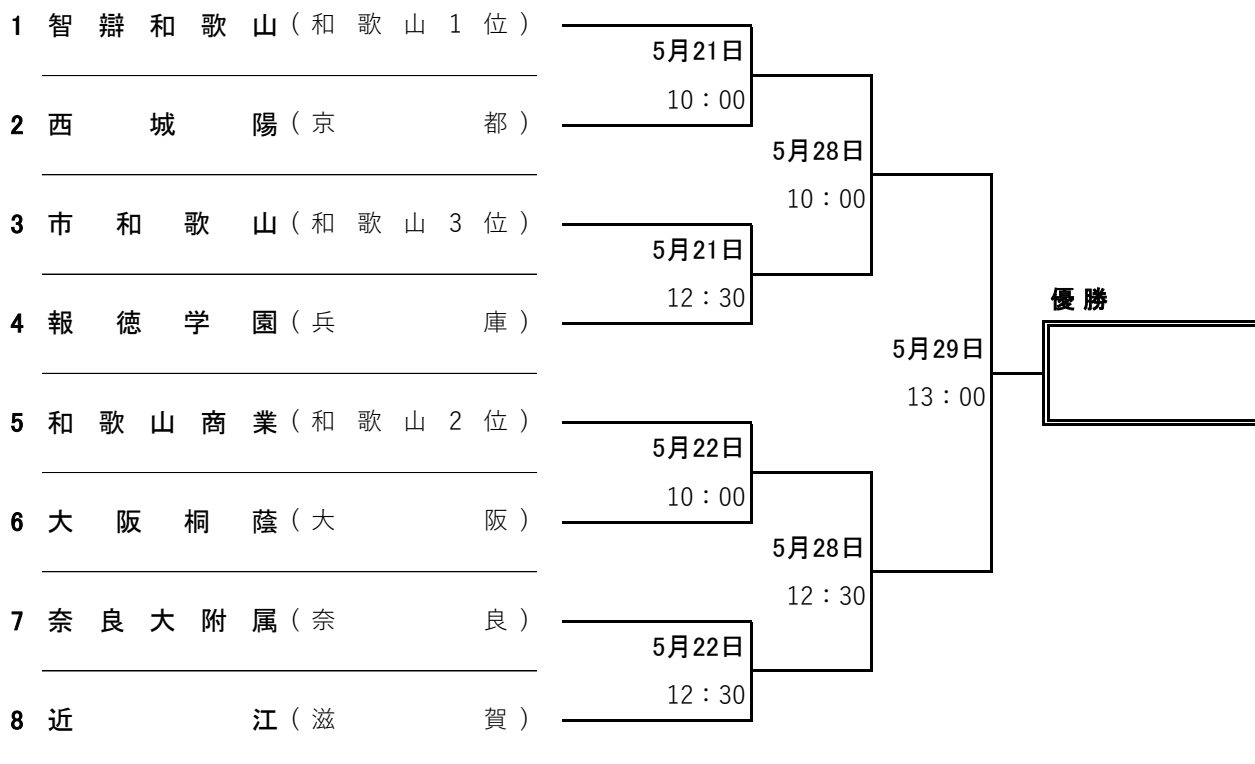 1 智辯和歌山（和歌山1位）
5月21日
10：00
2 西城陽（京都）
5月28日
10：00
3 市和歌山（和歌山3位）
5月21日
12：30
4 報徳学園（兵庫）
優勝
5月29日
13：00
5 和歌山商業（和歌山2位）
5月22日
10：00
6 大阪桐蔭（大阪）
5月28日
12：30
7 奈良大附属（奈良）
5月22日
12：30
8 近江（滋賀）